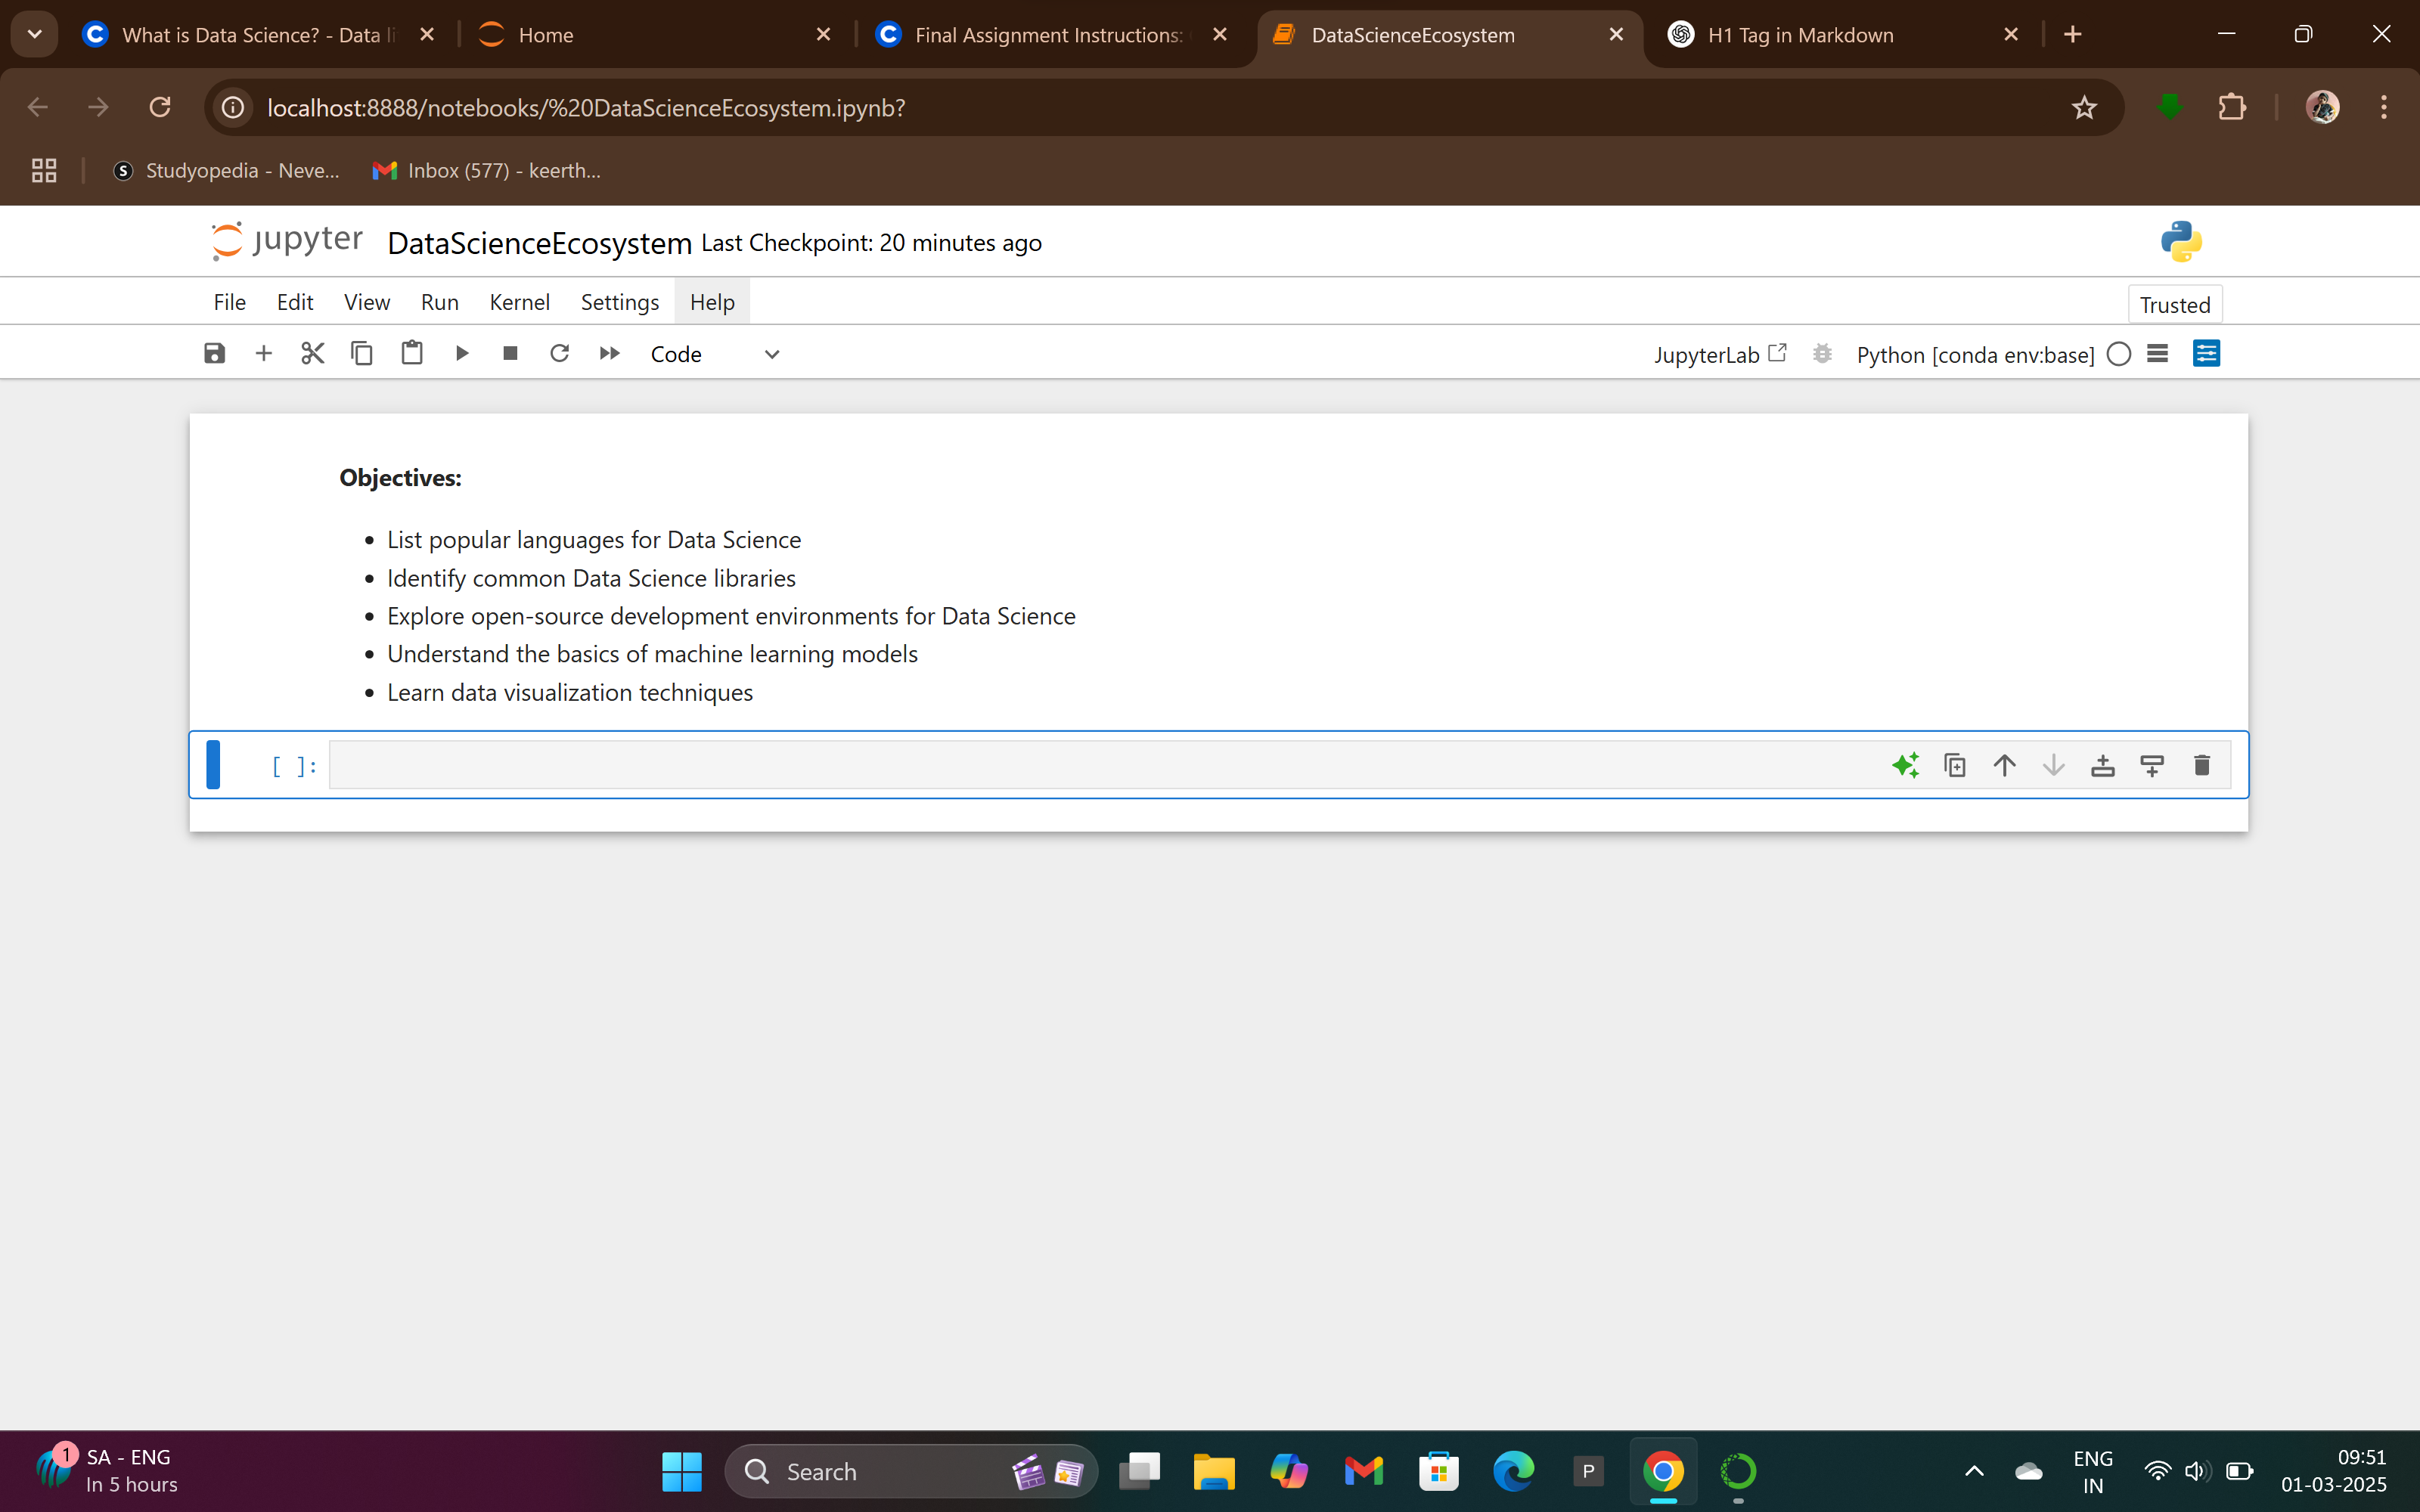 What is Data Science? - Data li
Home
Final Assignment Instructions:
DataScienceEcosystem
H1 Tag in Markdown
localhost:8888/notebooks/%20DataScienceEcosystem.ipynb?
Studyopedia - Neve...
Inbox (577) - keerth...
jupyter DataScienceEcosystem Last Checkpoint: 20 minutes ago
File Edit View Run Kernel Settings Help Trusted
Code JupyterLab Python [conda env:base]
Objectives:
• List popular languages for Data Science
• Identify common Data Science libraries
• Explore open-source development environments for Data Science
• Understand the basics of machine learning models
• Learn data visualization techniques
[ ]:
1 SA - ENG
In 5 hours
Search
P
ENG
IN
09:51
01-03-2025